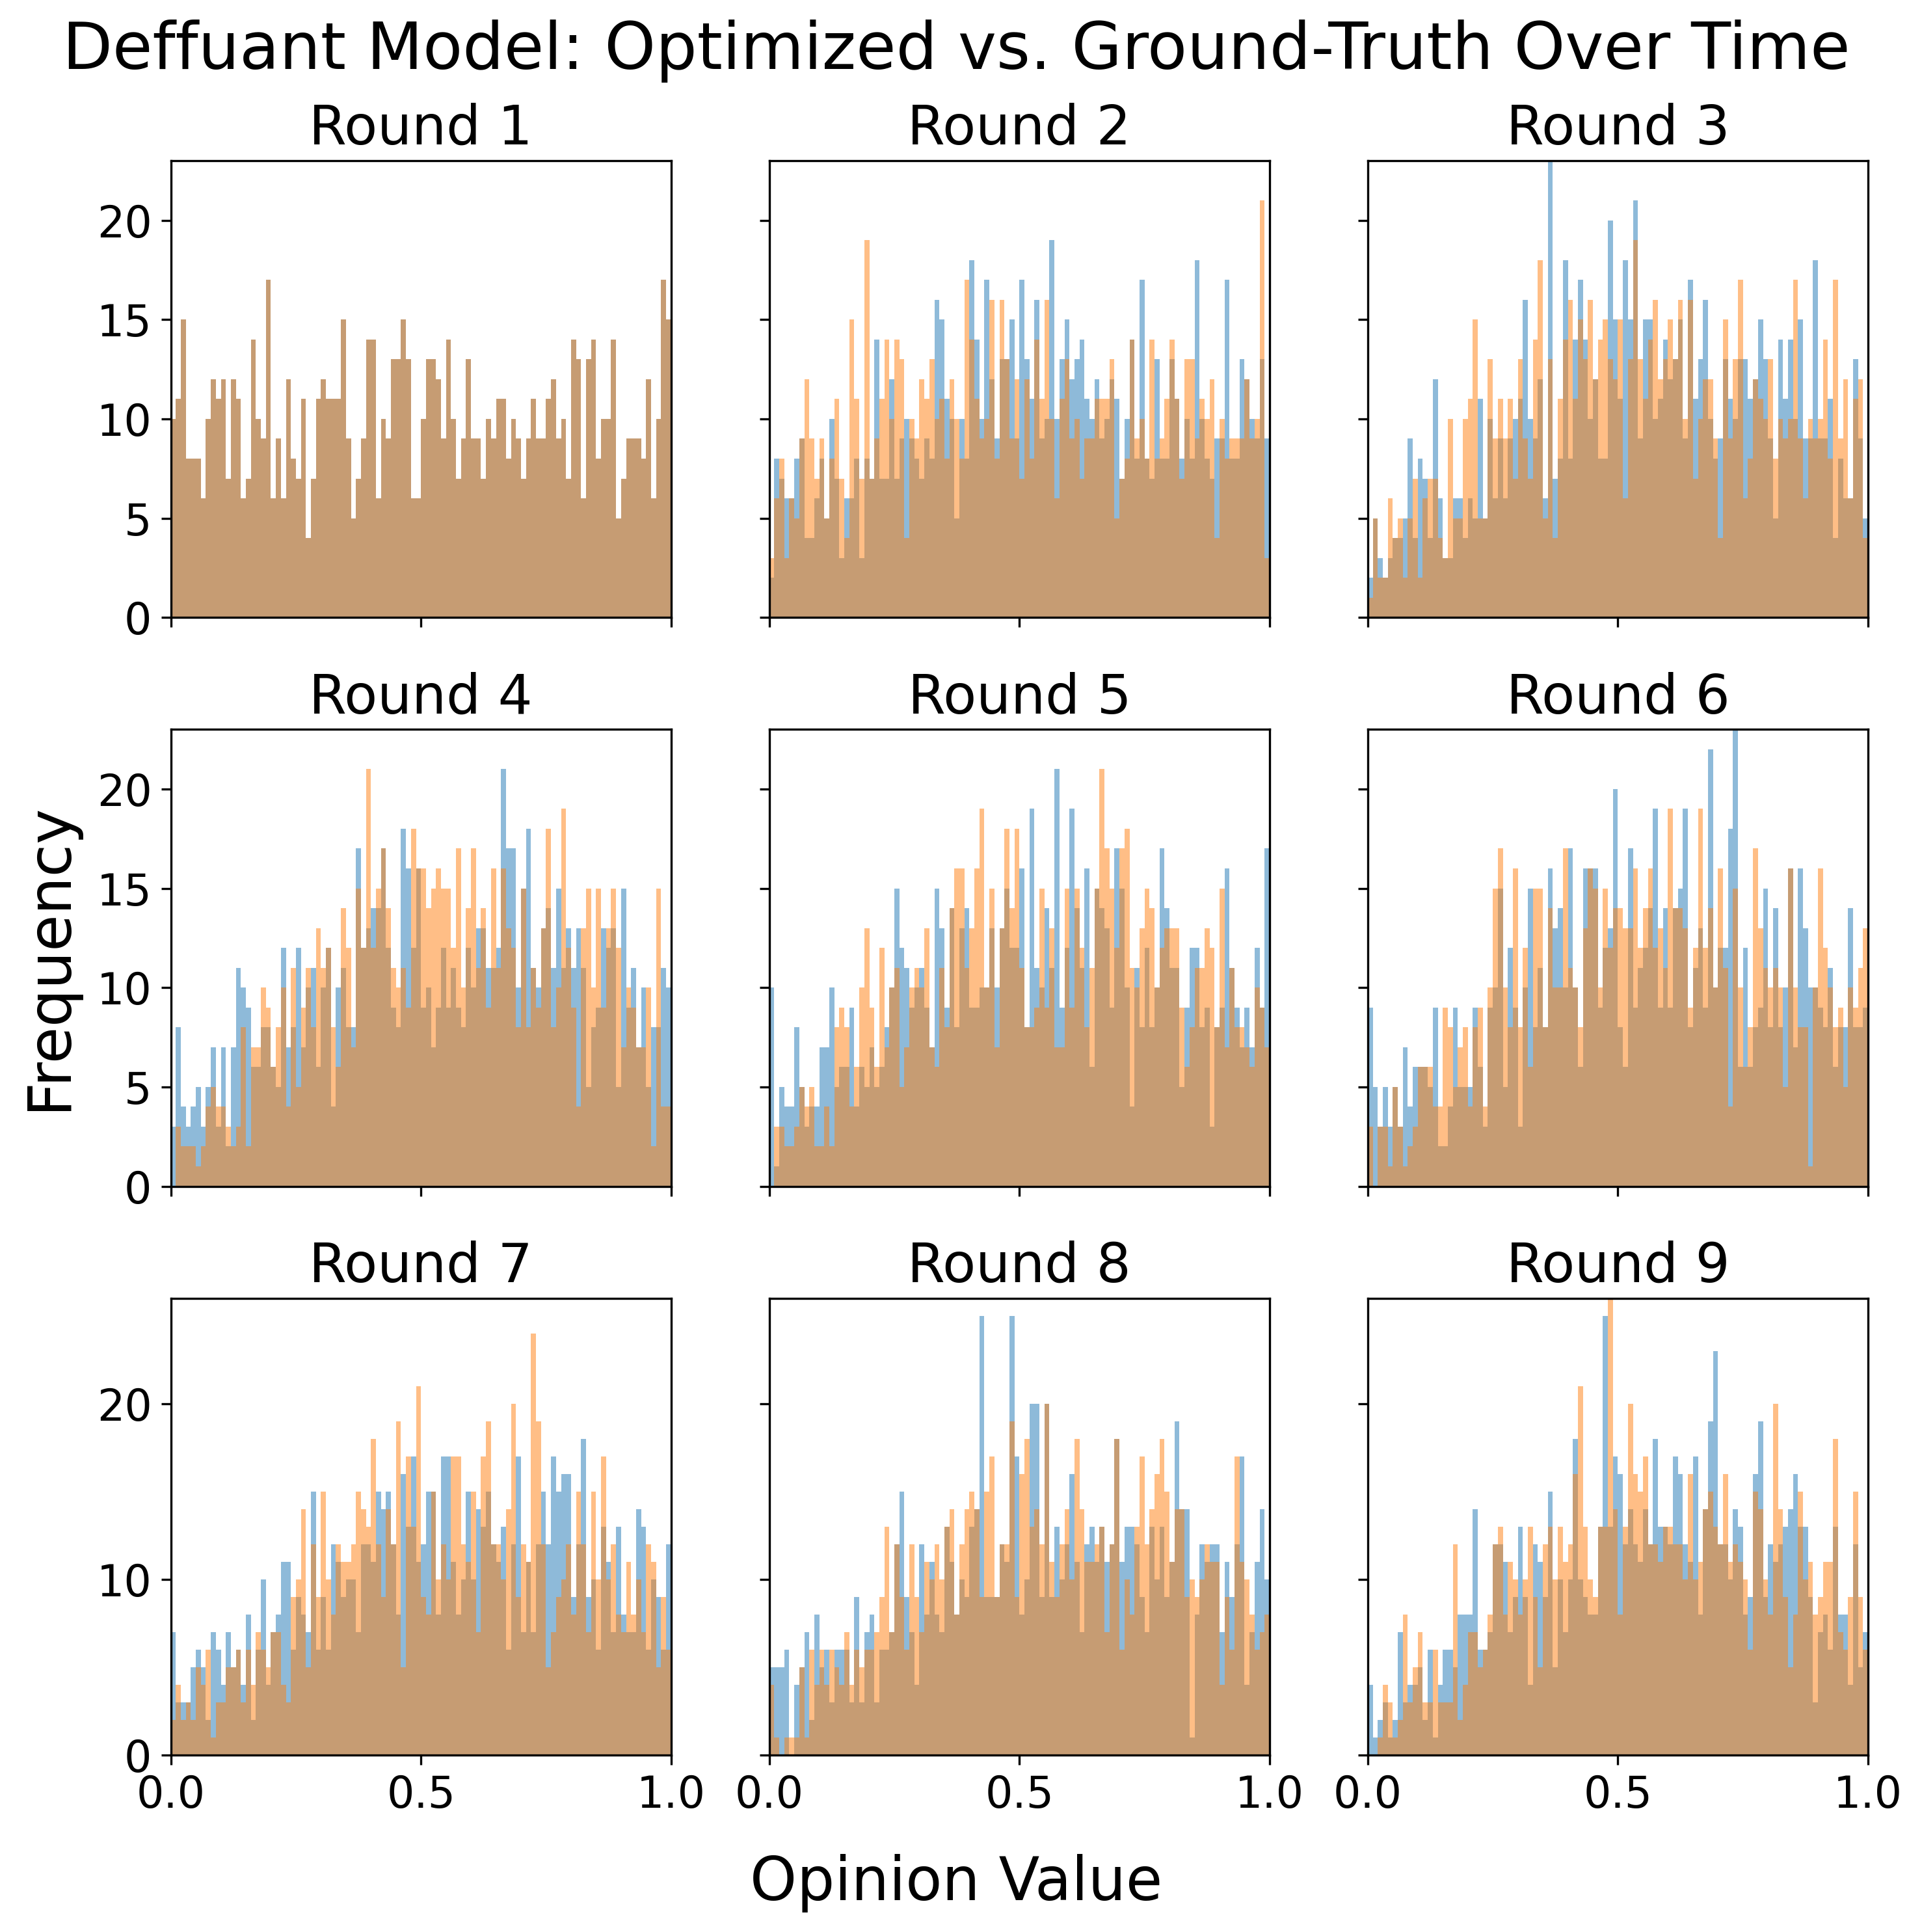 Deffuant Model: Optimized vs. Ground-Truth Over Time
Round 1
Round 2
Round 3
20
15
10
5
0
Round 4
Round 5
Round 6
Frequency
20
15
10
5
0
Round 7
Round 8
Round 9
20
10
0
0.0 0.5 1.0 0.0 0.5 1.0 0.0 0.5 1.0
Opinion Value